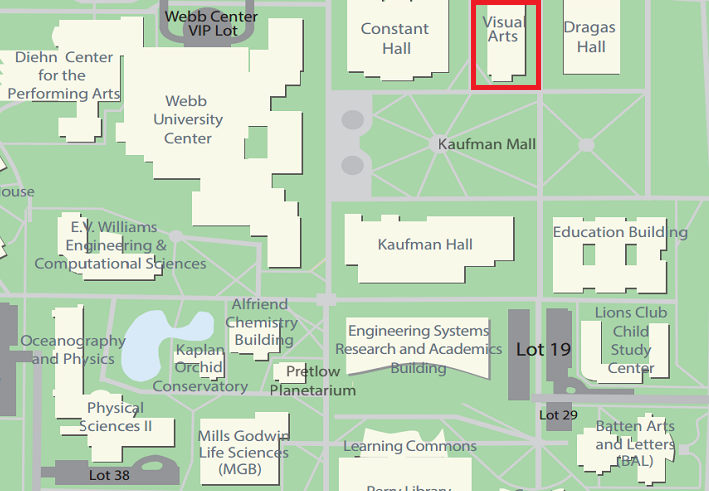 Webb Center
VIP Lot
Constant
Hall
Visual
Arts
Dragas
Hall
Diehn Center
for the
Performing Arts
Webb
University
Center
Kaufman Mall
ouse
E.V. Williams
Engineering &
Computational Sciences
Kaufman Hall
Education Building
Oceanography
and Physics
Alfriend
Chemistry
Building
Kaplan
Orchid
Conservatory
Pretlow
Planetarium
Engineering Systems
Research and Academics
Building
Lot 19
Lions Club
Child
Study
Center
Physical
Sciences II
Mills Godwin
Life Sciences
(MGB)
Lot 38
Learning Commons
Perry Library
Lot 29
Batten Arts
and Letters
(BAL)